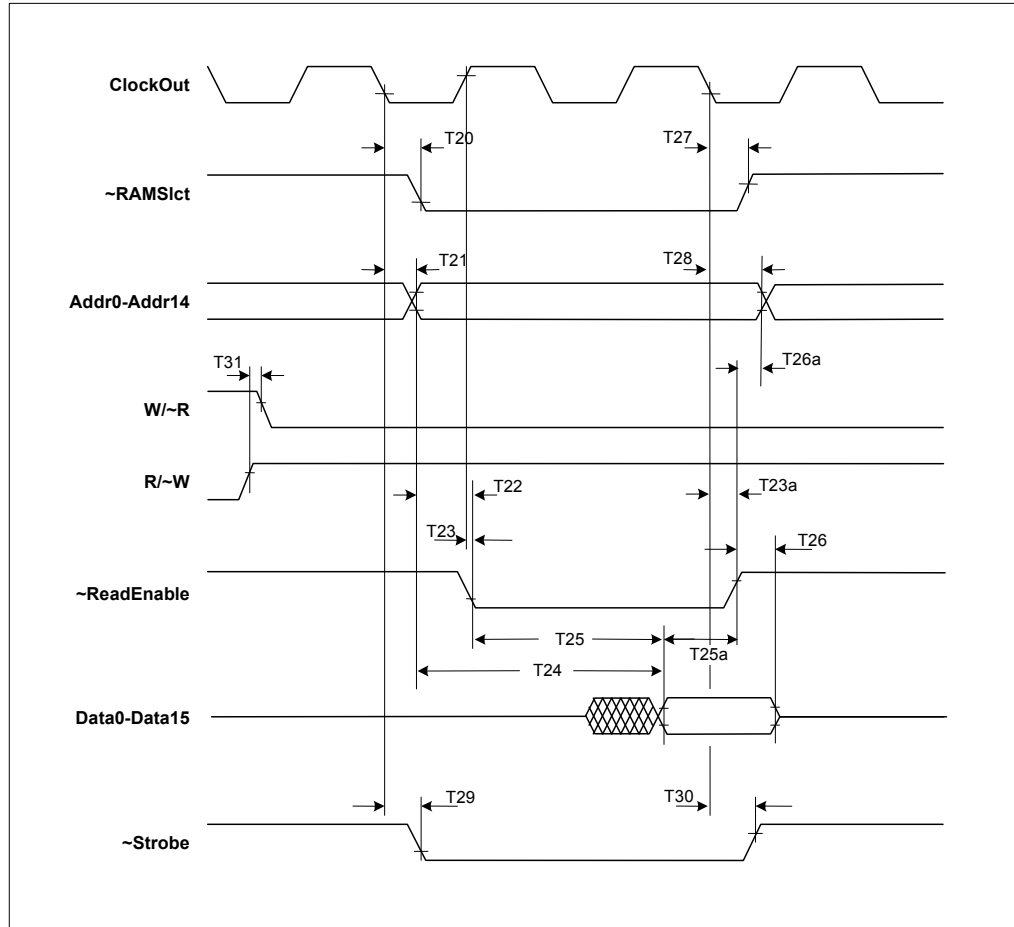 ClockOut
T20
T27
~RAMSlct
T21
T28
Addr0-Addr14
T31
T26a
W/~R
R/~W
T22
T23a
T23
T26
~ReadEnable
T25
T25a
T24
Data0-Data15
T29
T30
~Strobe